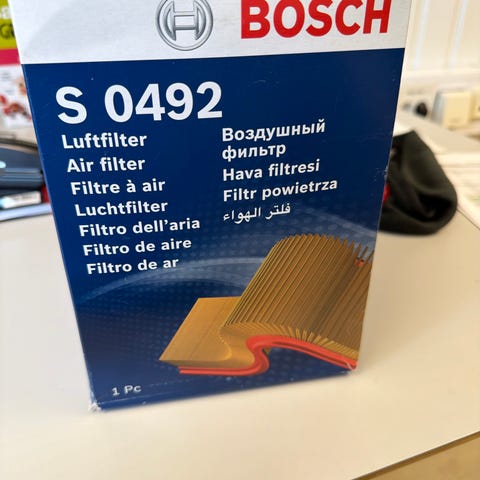 BOSCH
S 0492
Luftfilter
Air filter
Filtre à air
Luchtfilter
Filtro dell'aria
Filtro de aire
Filtro de ar
Воздушный
фильтр
Hava filtresi
Filtr powietrza
فلتر الهواء
1 Pc